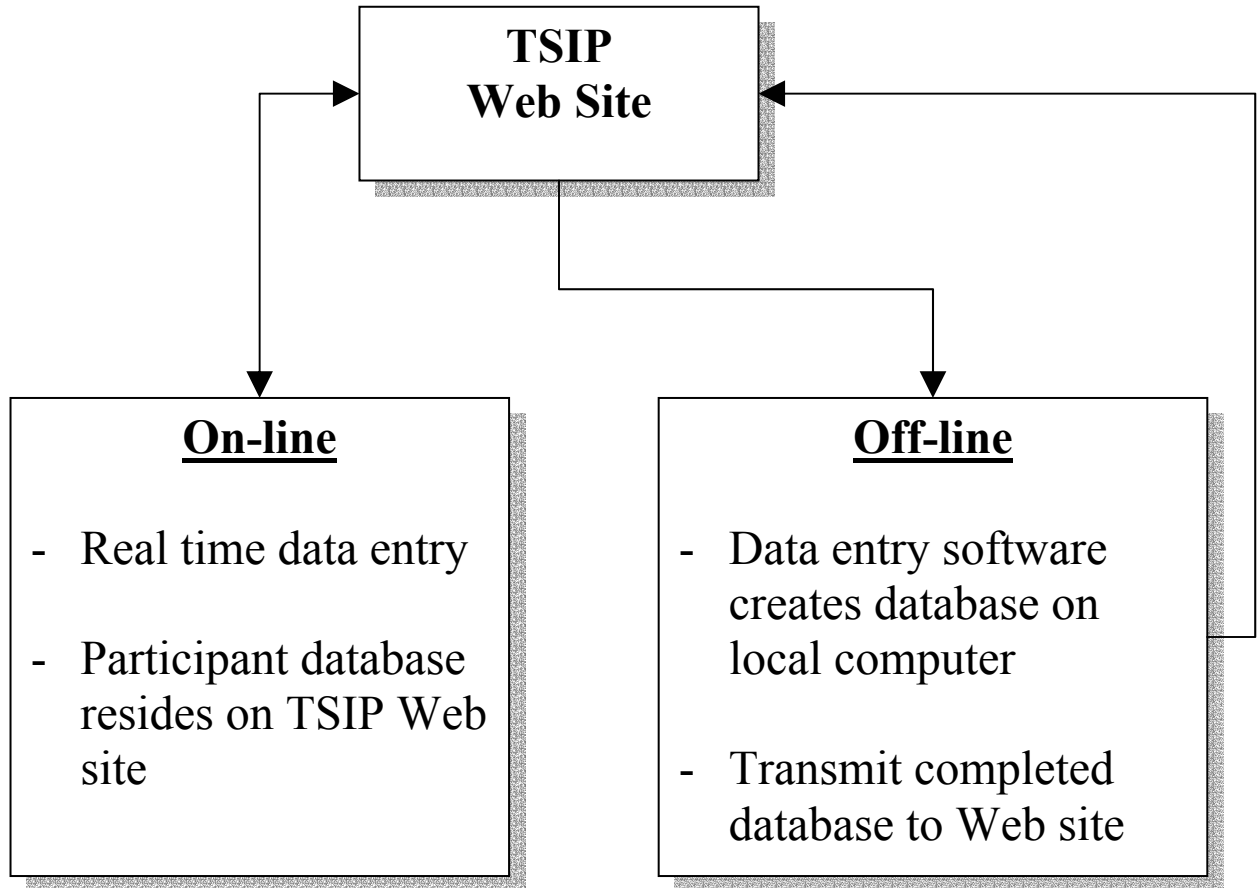 TSIP
Web Site
On-line
- Real time data entry
- Participant database
resides on TSIP Web
site
Off-line
- Data entry software
creates database on
local computer
- Transmit completed
database to Web site